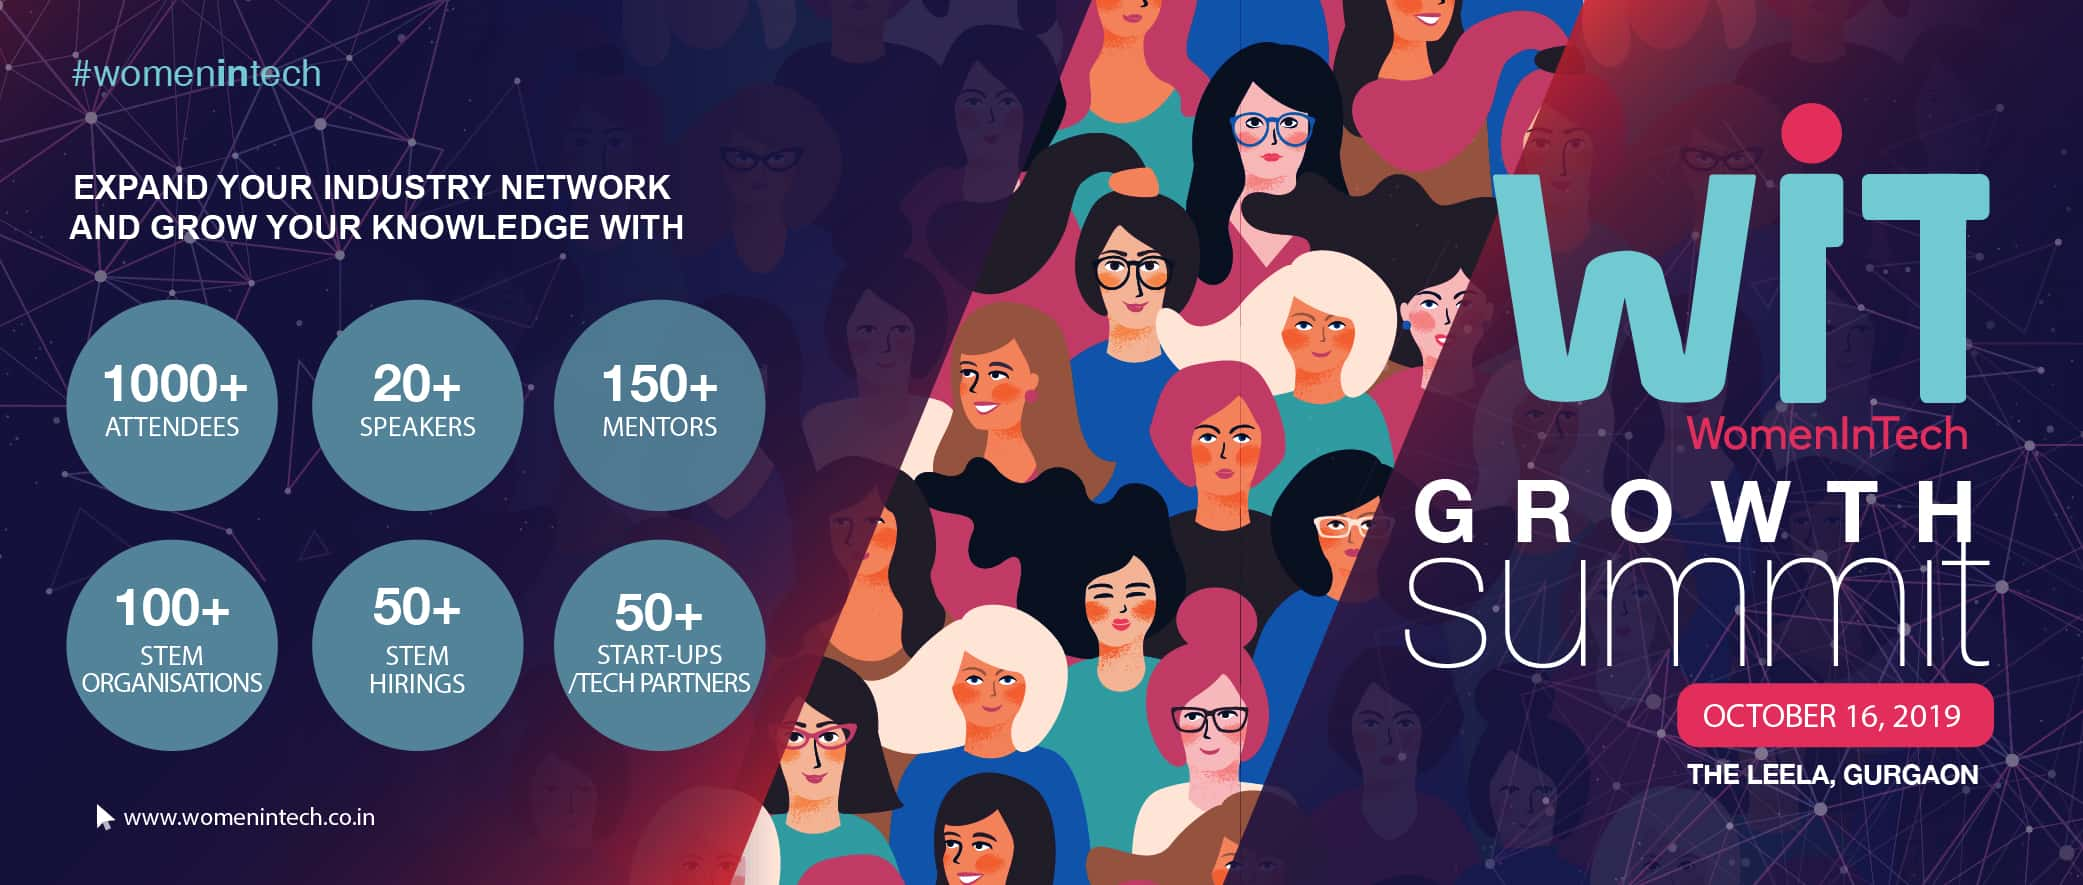 #womenintech
EXPAND YOUR INDUSTRY NETWORK
AND GROW YOUR KNOWLEDGE WITH
1000+
ATTENDEES
20+
SPEAKERS
150+
MENTORS
100+
STEM
ORGANISATIONS
50+
STEM
HIRINGS
50+
START-UPS
/TECH PARTNERS
www.womenintech.co.in
WiT
WomenInTech
GROWTH
summit
OCTOBER 16, 2019
THE LEELA, GURGAON